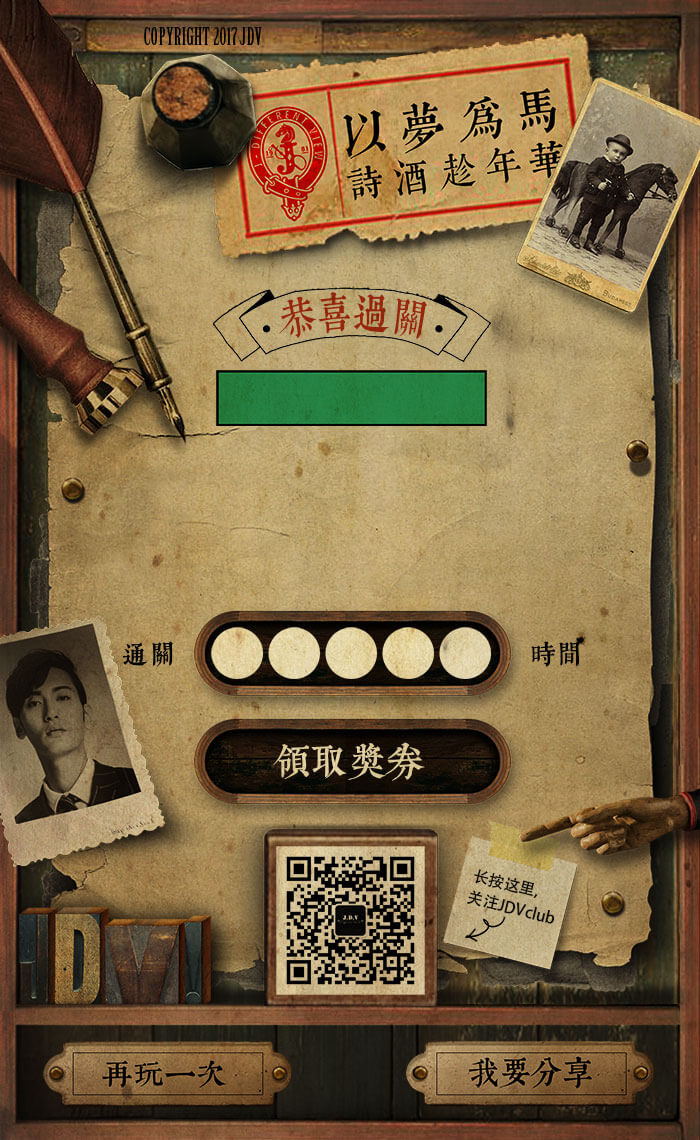 COPYRIGHT 2017 JDV
DIFFERENT VIEW
以夢為馬
詩酒趁年華
恭喜過關
通關
時間
領取獎券
J.D.V
长按这里,
关注JDVclub
JDV!
再玩一次
我要分享